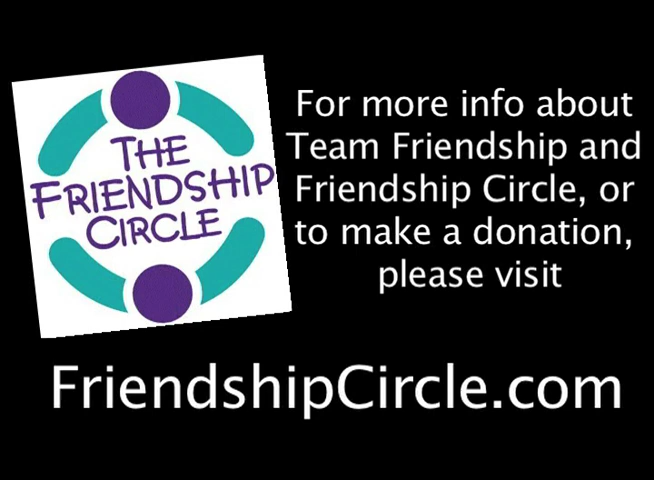 THE
FRIENDSHIP
CIRCLE
For more info about
Team Friendship and
Friendship Circle, or
to make a donation,
please visit
FriendshipCircle.com